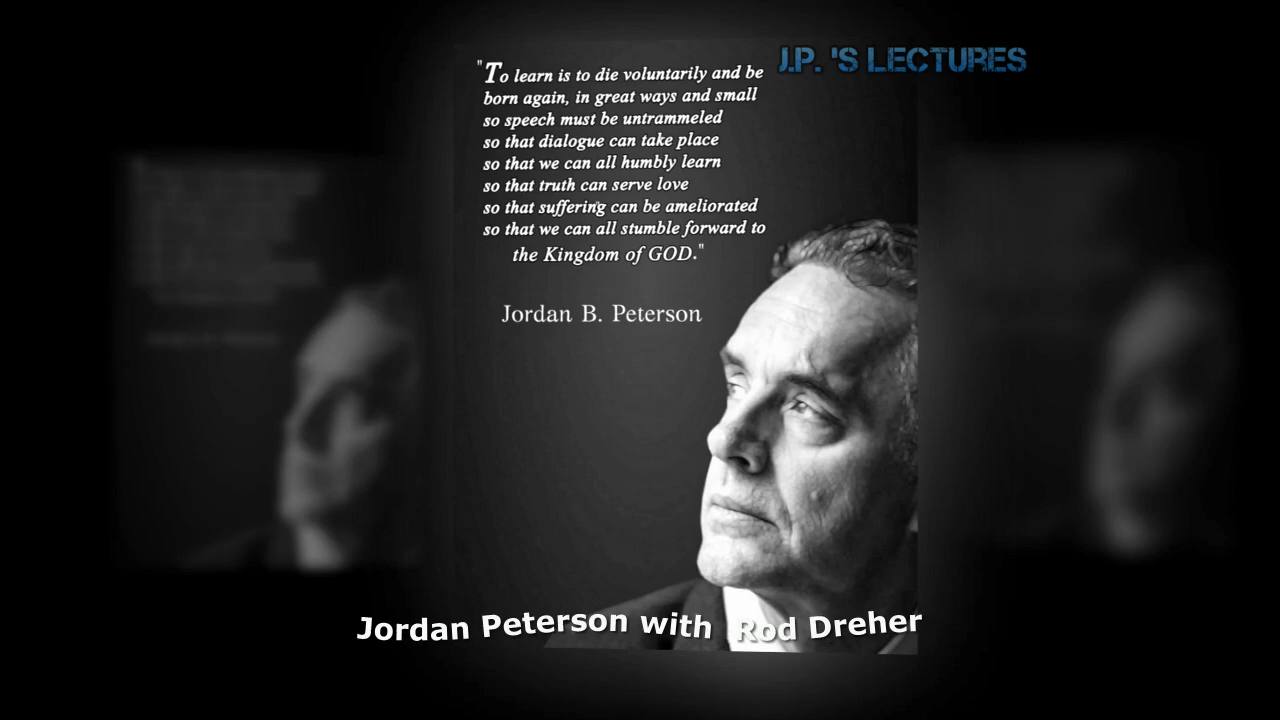 J.P. 'S LECTURES
"To learn is to die voluntarily and be
born again, in great ways and small
so speech must be untrammeled
so that dialogue can take place
so that we can all humbly learn
so that truth can serve love
so that suffering can be ameliorated
so that we can all stumble forward to
the Kingdom of GOD."
Jordan B. Peterson
Jordan Peterson with Rod Dreher